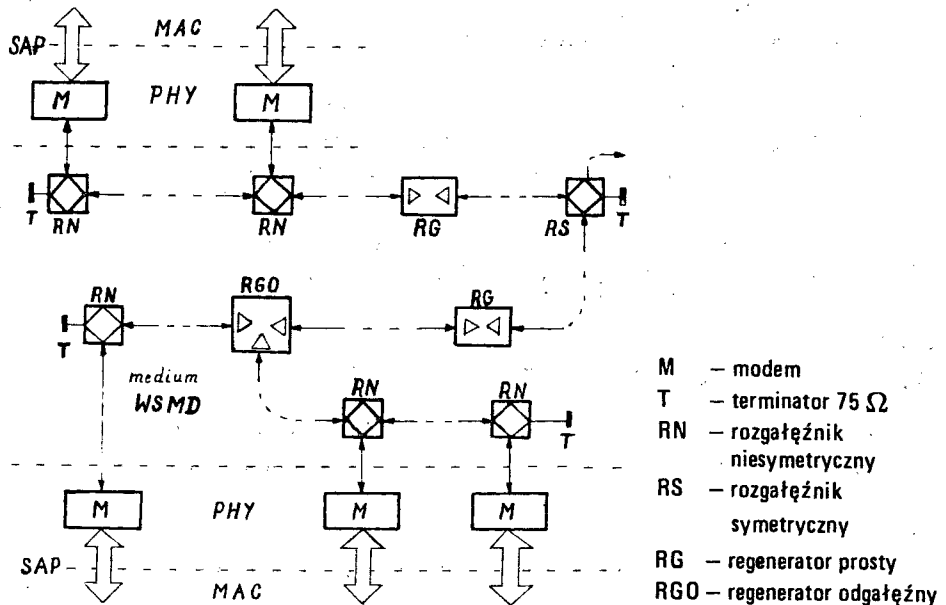 MAC
SAP
M
PHY
M
T
RN
RN
RG
RS
T
RN
RGO
RG
T
medium
WSMD
RN
RN
T
M
PHY
M
M
SAP
MAC
M – modem
T – terminator 75 Ω
RN – rozgałęźnik
niesymetryczny
RS – rozgałęźnik
symetryczny
RG – regenerator prosty
RGO – regenerator odgałęźny